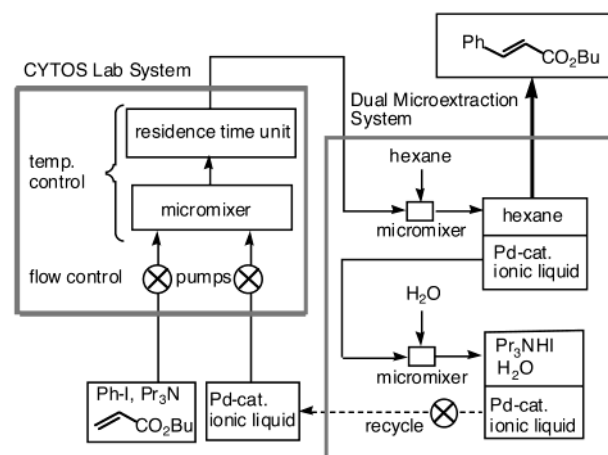 Ph
CO₂Bu
CYTOS Lab System
Dual Microextraction
System
residence time unit
temp.
control
hexane
micromixer
hexane
micromixer
Pd-cat.
ionic liquid
flow control
pumps
H₂O
Pr₃NHI
H₂O
micromixer
Ph-I, Pr₃N
CO₂Bu
Pd-cat.
ionic liquid
recycle
Pd-cat.
ionic liquid